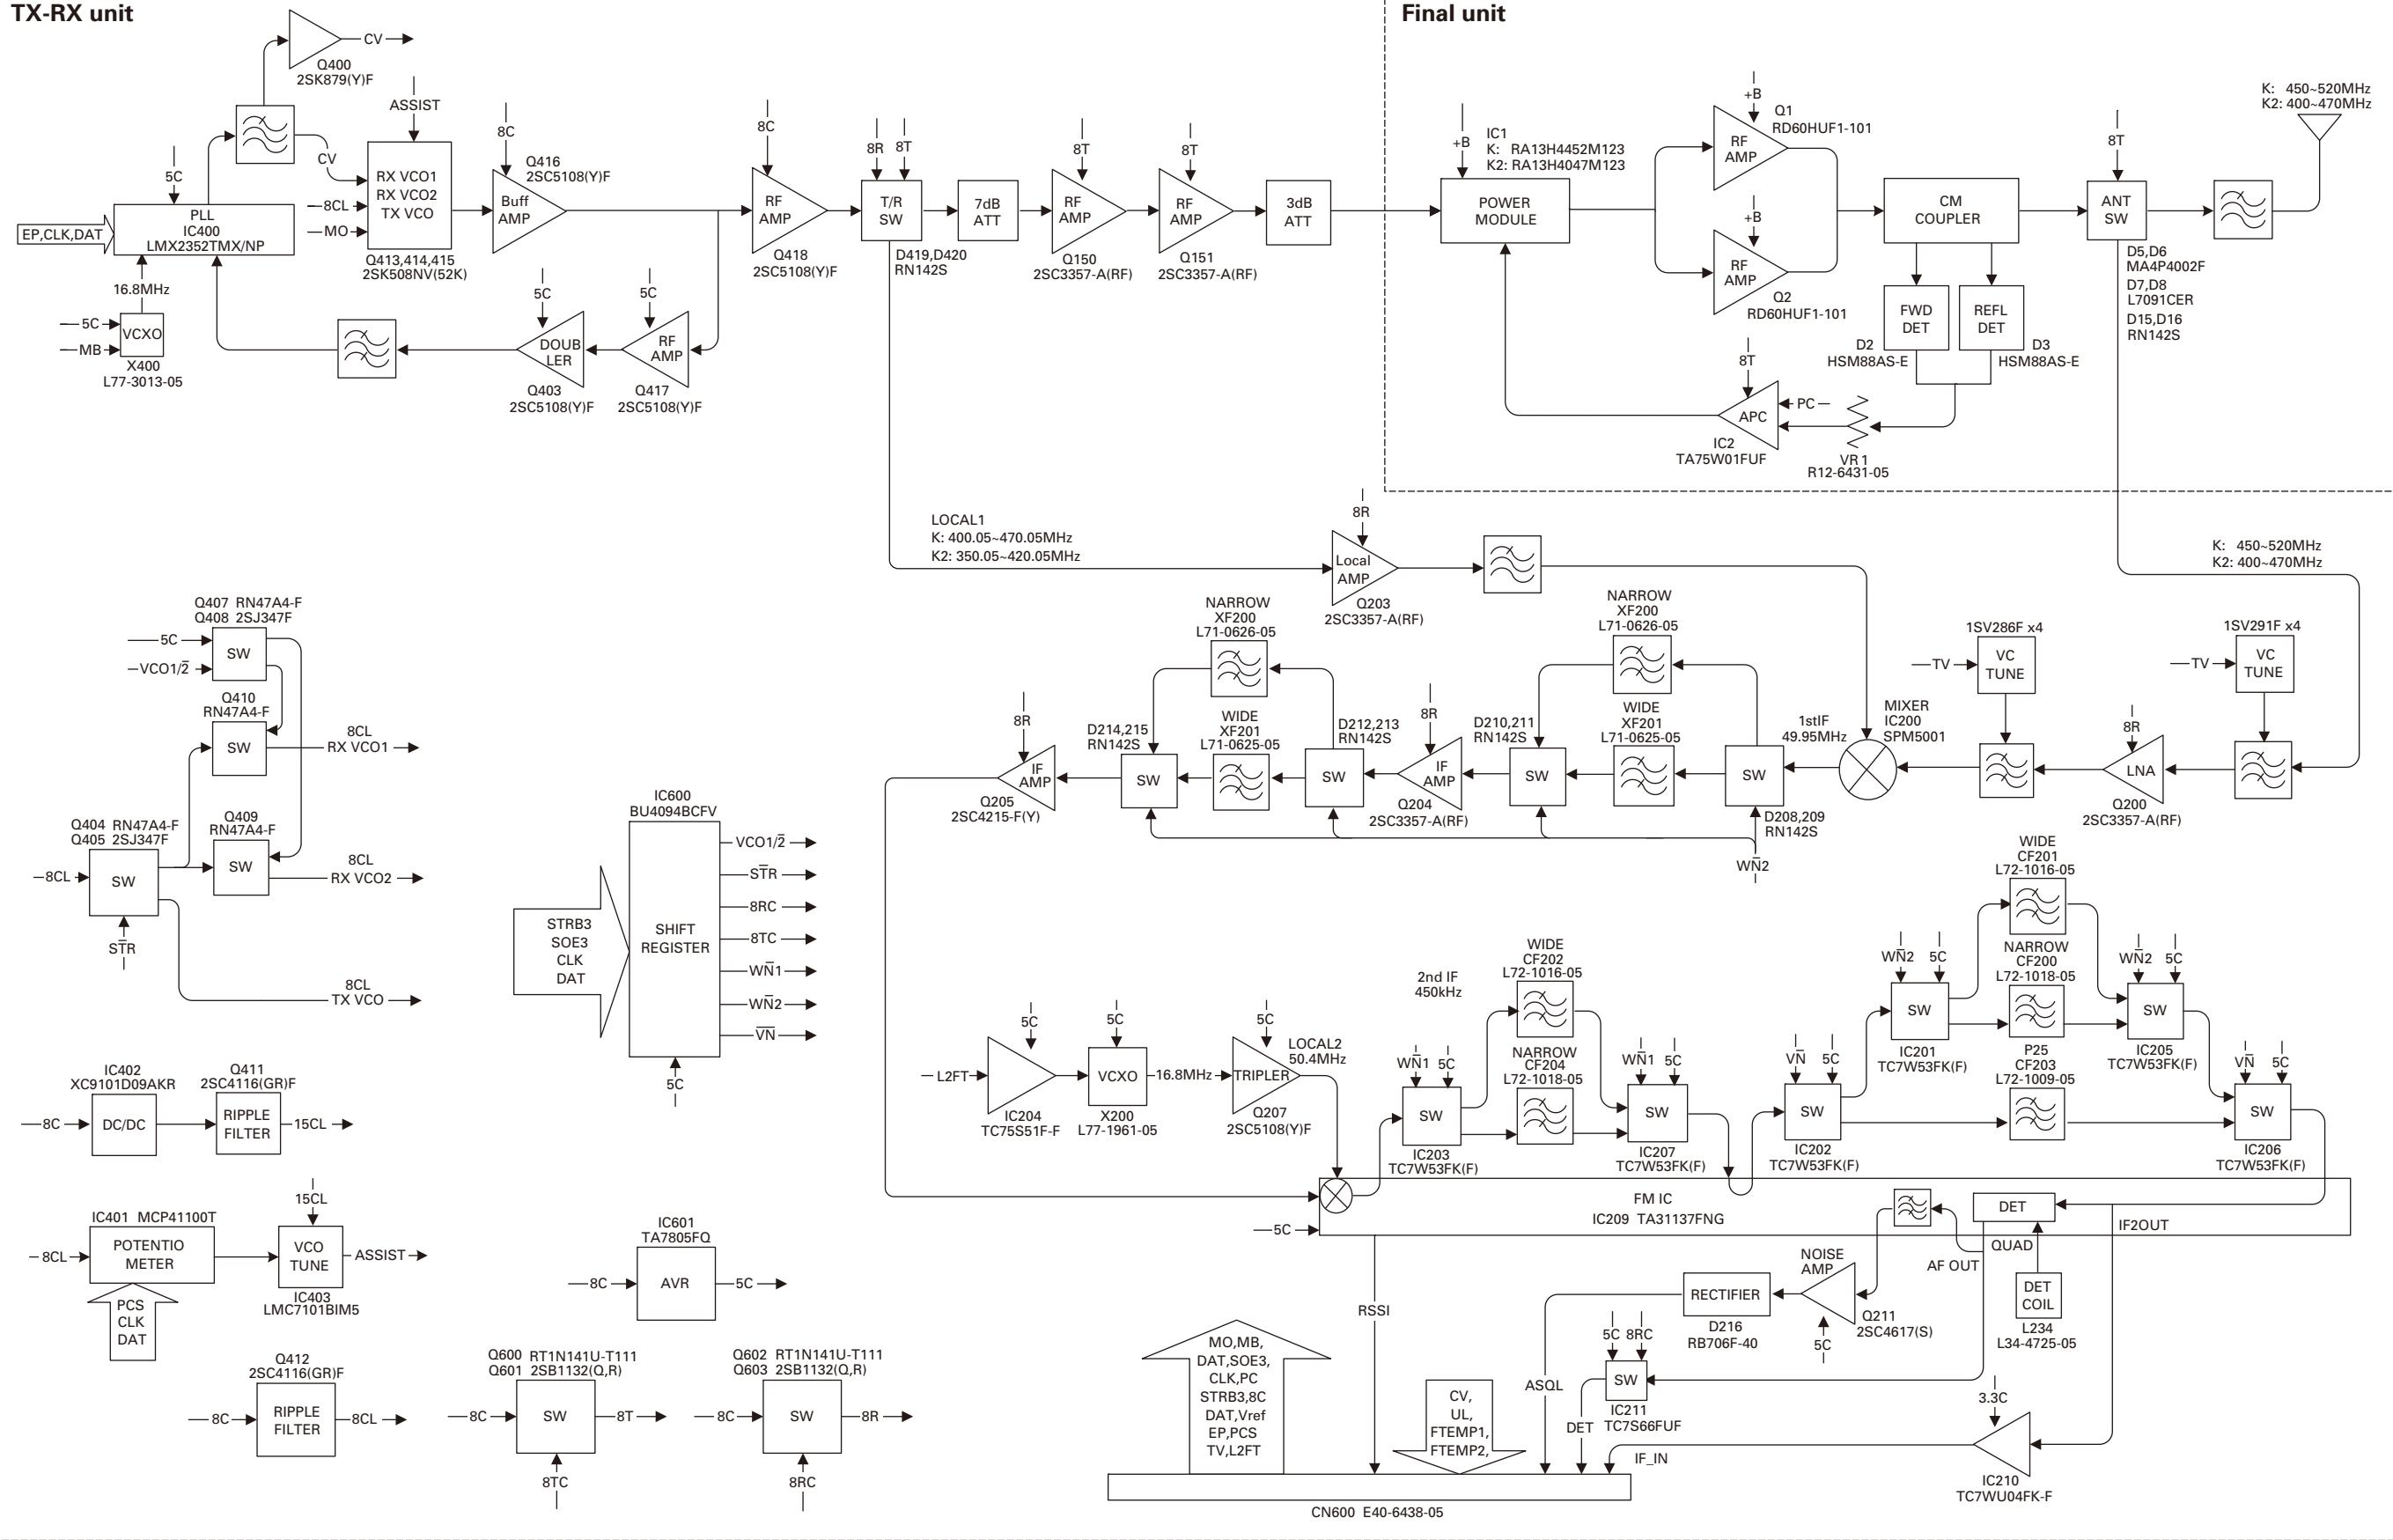 TX-RX unit
Final unit
CV
Q400
2SK879(Y)F
ASSIST
5C
CV
8CL
MO
RX VCO1
RX VCO2
TX VCO
Q413,414,415
2SK508NV(52K)
EP,CLK,DAT
PLL
IC400
LMX2352TMX/NP
16.8MHz
5C
MB
VCXO
X400
L77-3013-05
8C
Q416
2SC5108(Y)F
Buff
AMP
5C
DOUB
LER
Q403
2SC5108(Y)F
5C
RF
AMP
Q417
2SC5108(Y)F
8C
RF
AMP
Q418
2SC5108(Y)F
8R
8T
T/R
SW
D419,D420
RN142S
7dB
ATT
8T
RF
AMP
Q150
2SC3357-A(RF)
8T
RF
AMP
Q151
2SC3357-A(RF)
3dB
ATT
+B
IC1
K: RA13H4452M123
K2: RA13H4047M123
POWER
MODULE
+B
Q1
RD60HUF1-101
RF
AMP
+B
RF
AMP
Q2
RD60HUF1-101
CM
COUPLER
FWD
DET
REFL
DET
D2
HSM88AS-E
D3
HSM88AS-E
8T
APC
PC
IC2
TA75W01FUF
VR1
R12-6431-05
8T
ANT
SW
D5,D6
MA4P4002F
D7,D8
L7091CER
D15,D16
RN142S
K: 450~520MHz
K2: 400~470MHz
LOCAL1
K: 400.05~470.05MHz
K2: 350.05~420.05MHz
8R
Local
AMP
Q203
2SC3357-A(RF)
K: 450~520MHz
K2: 400~470MHz
Q407 RN47A4-F
Q408 2SJ347F
5C
VCO1/2̅
SW
Q410
RN47A4-F
SW
8CL
RX VCO1
Q404 RN47A4-F
Q405 2SJ347F
8CL
SW
ST̅R
Q409
RN47A4-F
SW
8CL
RX VCO2
8CL
TX VCO
IC600
BU4094BCFV
STRB3
SOE3
CLK
DAT
SHIFT
REGISTER
VCO1/2̅
ST̅R
8RC
8TC
WN̅1
WN̅2
V̅N̅
5C
8R
IF
AMP
Q205
2SC4215-F(Y)
D214,215
RN142S
SW
NARROW
XF200
L71-0626-05
WIDE
XF201
L71-0625-05
D212,213
RN142S
SW
8R
IF
AMP
Q204
2SC3357-A(RF)
D210,211
RN142S
SW
NARROW
XF200
L71-0626-05
WIDE
XF201
L71-0625-05
SW
D208,209
RN142S
WN̅2
1stIF
49.95MHz
MIXER
IC200
SPM5001
1SV286F x4
TV
VC
TUNE
8R
LNA
Q200
2SC3357-A(RF)
1SV291F x4
TV
VC
TUNE
L2FT
5C
IC204
TC75S51F-F
5C
VCXO
X200
L77-1961-05
16.8MHz
5C
TRIPLER
Q207
2SC5108(Y)F
LOCAL2
50.4MHz
2nd IF
450kHz
WN̅1
5C
SW
IC203
TC7W53FK(F)
WIDE
CF202
L72-1016-05
NARROW
CF204
L72-1018-05
WN̅1
5C
SW
IC207
TC7W53FK(F)
VN̅
5C
SW
IC202
TC7W53FK(F)
WN̅2
5C
SW
IC201
TC7W53FK(F)
WIDE
CF201
L72-1016-05
NARROW
CF200
L72-1018-05
P25
CF203
L72-1009-05
WN̅2
5C
SW
IC205
TC7W53FK(F)
VN̅
5C
SW
IC206
TC7W53FK(F)
FM IC
IC209 TA31137FNG
5C
DET
IF2OUT
QUAD
AF OUT
DET
COIL
L234
L34-4725-05
NOISE
AMP
Q211
2SC4617(S)
5C
RECTIFIER
D216
RB706F-40
5C
8RC
SW
IC211
TC7S66FUF
3.3C
IC210
TC7WU04FK-F
RSSI
ASQL
DET
IF_IN
IC402
XC9101D09AKR
8C
DC/DC
Q411
2SC4116(GR)F
RIPPLE
FILTER
15CL
IC401 MCP41100T
8CL
POTENTIO
METER
PCS
CLK
DAT
15CL
VCO
TUNE
ASSIST
IC403
LMC7101BIM5
IC601
TA7805FQ
8C
AVR
5C
Q412
2SC4116(GR)F
8C
RIPPLE
FILTER
8CL
Q600 RT1N141U-T111
Q601 2SB1132(Q,R)
8C
SW
8T
8TC
Q602 RT1N141U-T111
Q603 2SB1132(Q,R)
8C
SW
8R
8RC
MO,MB,
DAT,SOE3,
CLK,PC
STRB3,8C
DAT,Vref
EP,PCS
TV,L2FT
CV,
UL,
FTEMP1,
FTEMP2,
CN600 E40-6438-05